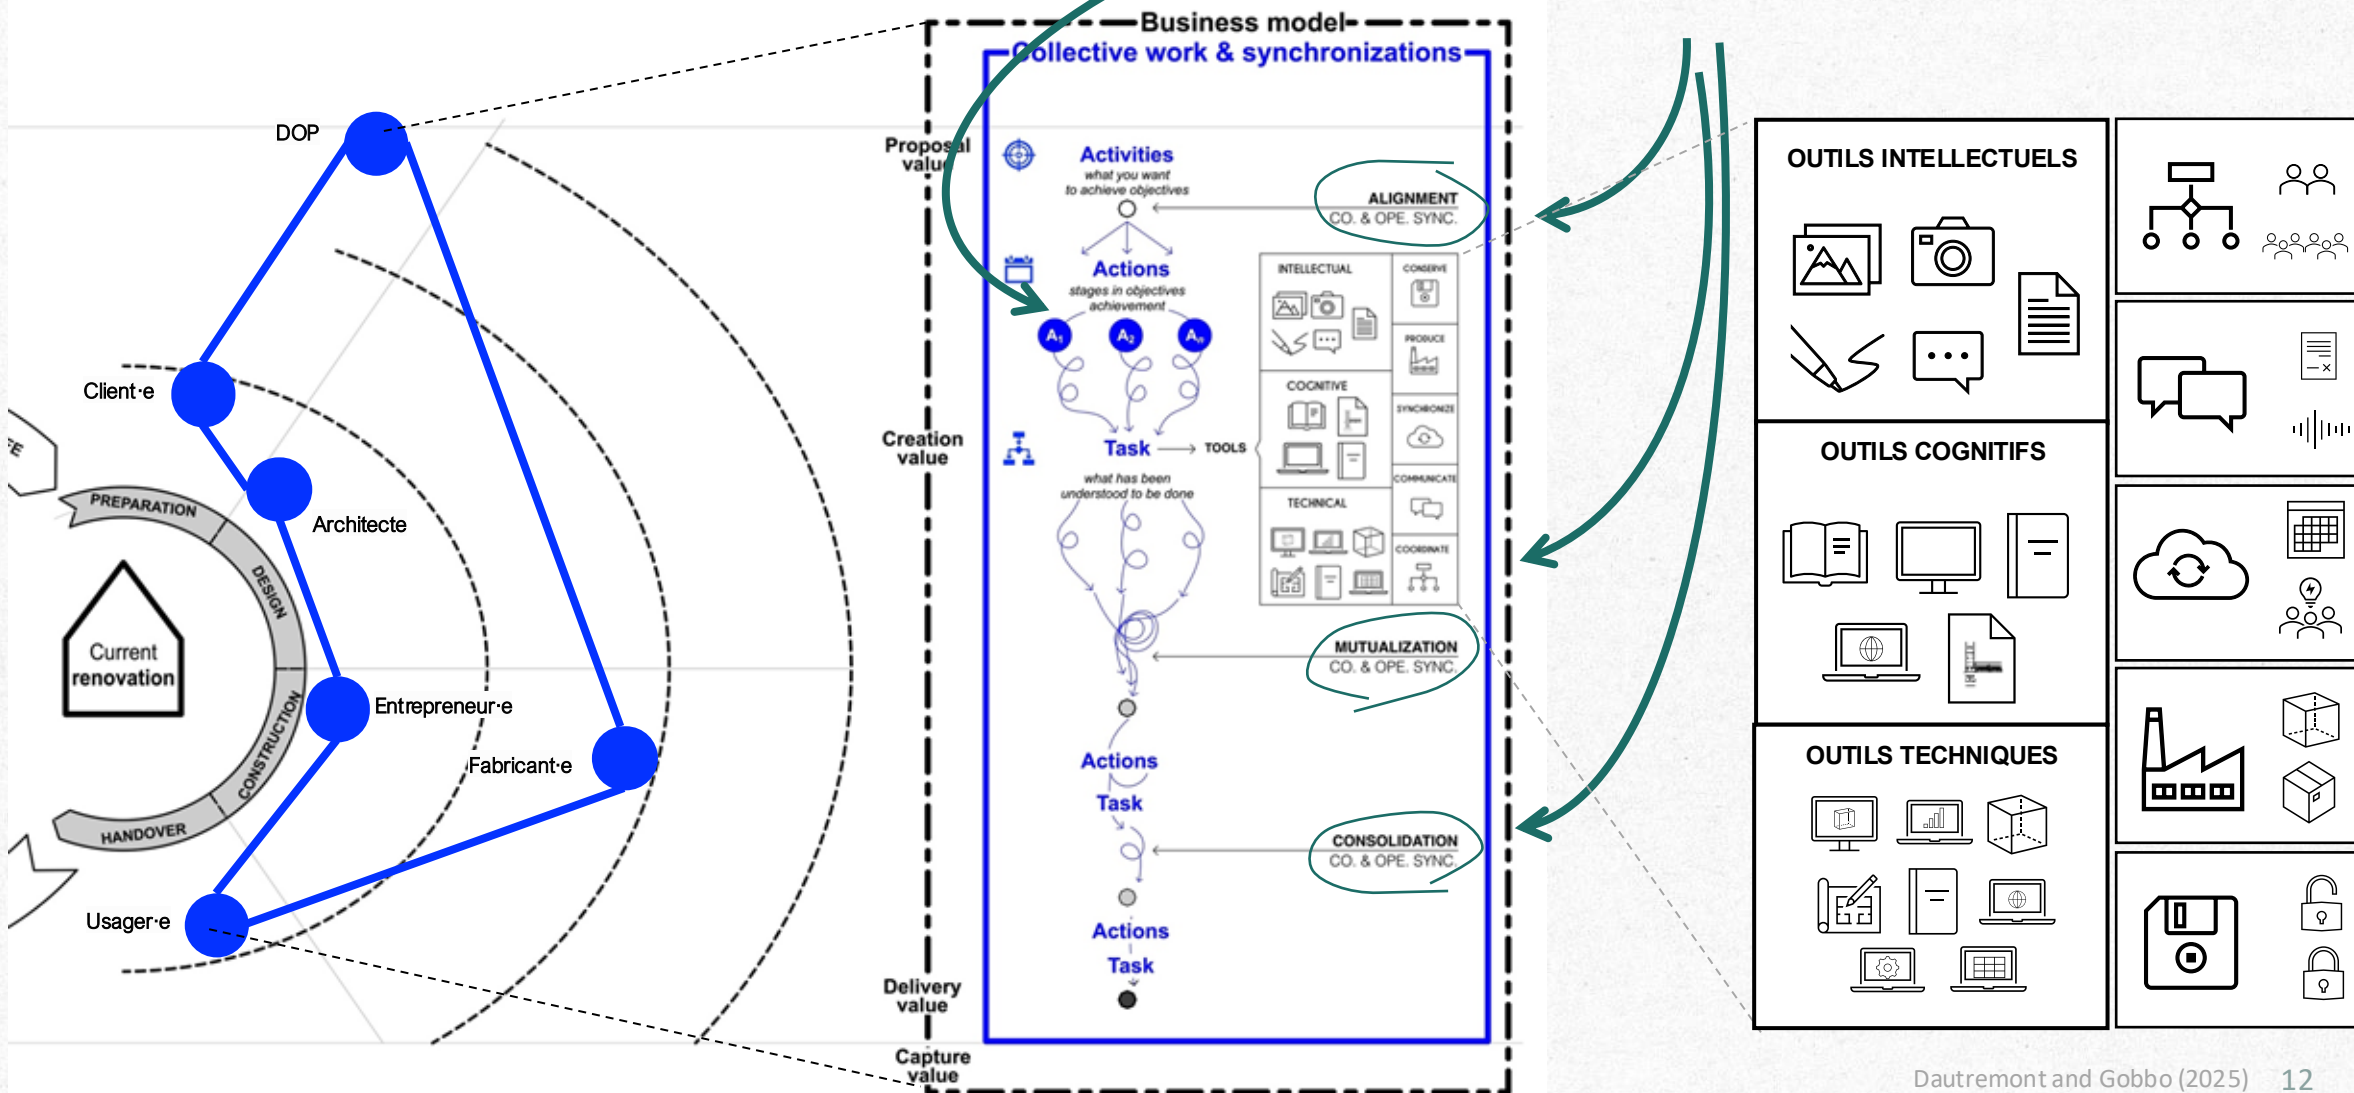 DOP
Client·e
Architecte
Entrepreneur·e
Fabricant·e
Usager·e
FE
PREPARATION
DESIGN
CONSTRUCTION
HANDOVER
Current
renovation
Business model
Collective work & synchronizations
Proposal
value
Creation
value
Delivery
value
Capture
value
Activities
what you want
to achieve objectives
ALIGNMENT
CO. & OPE. SYNC.
Actions
stages in objectives
achievement
A1
A2
An
Task
TOOLS
what has been
understood to be done
INTELLECTUAL
COGNITIVE
TECHNICAL
CONSERVE
PRODUCE
SYNCHRONIZE
COMMUNICATE
COORDINATE
MUTUALIZATION
CO. & OPE. SYNC.
Actions
Task
CONSOLIDATION
CO. & OPE. SYNC.
Actions
Task
OUTILS INTELLECTUELS
OUTILS COGNITIFS
OUTILS TECHNIQUES
Dautremont and Gobbo (2025)
12